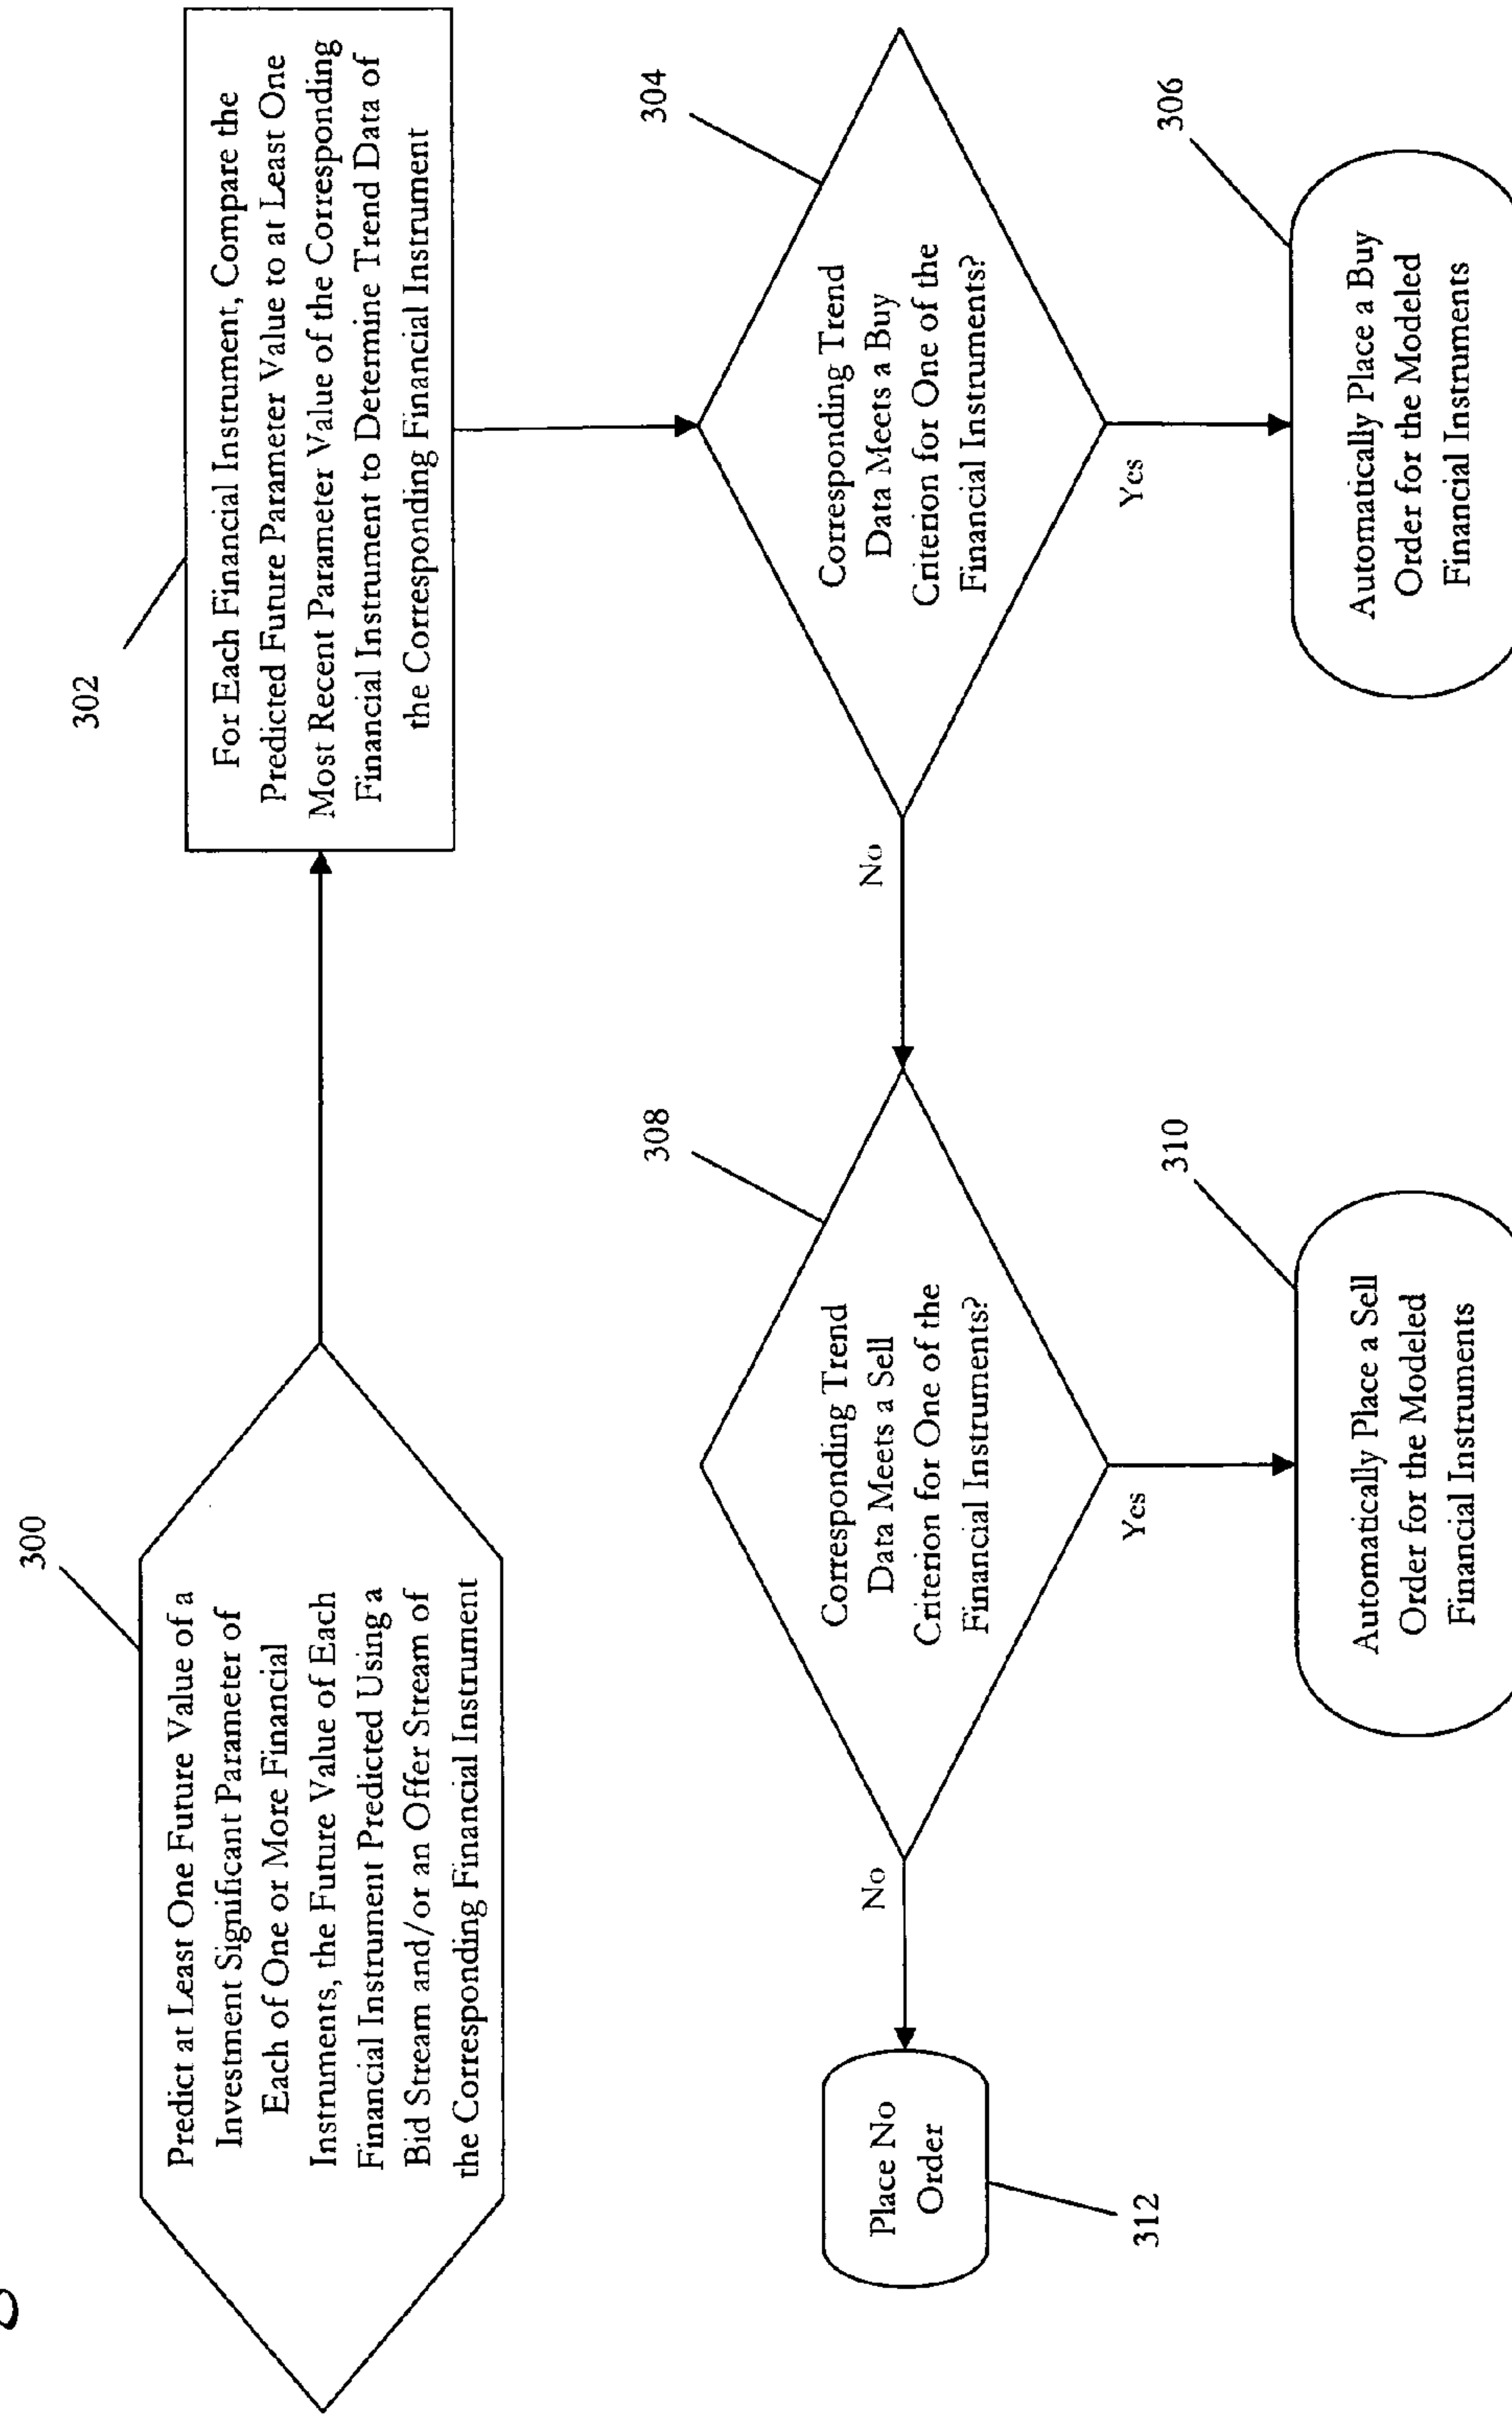 300
Predict at Least One Future Value of a
Investment Significant Parameter of
Each of One or More Financial
Instruments, the Future Value of Each
Financial Instrument Predicted Using a
Bid Stream and/or an Offer Stream of
the Corresponding Financial Instrument
302
For Each Financial Instrument, Compare the
Predicted Future Parameter Value to at Least One
Most Recent Parameter Value of the Corresponding
Financial Instrument to Determine Trend Data of
the Corresponding Financial Instrument
304
Corresponding Trend
Data Meets a Buy
Criterion for One of the
Financial Instruments?
Yes
No
306
Automatically Place a Buy
Order for the Modeled
Financial Instruments
308
Corresponding Trend
Data Meets a Sell
Criterion for One of the
Financial Instruments?
Yes
No
310
Automatically Place a Sell
Order for the Modeled
Financial Instruments
Place No
Order
312